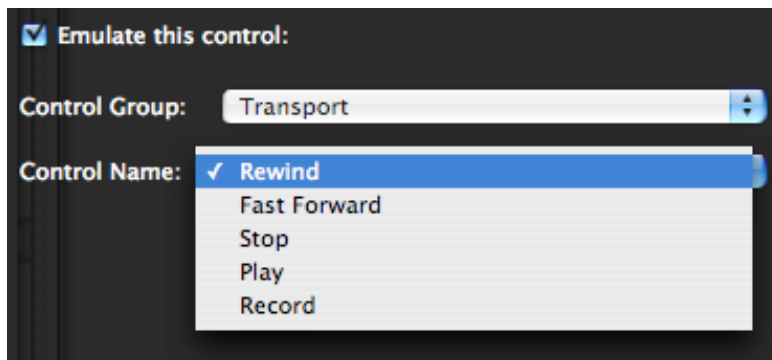 Emulate this control:
Control Group: Transport
Control Name: ✓ Rewind
Fast Forward
Stop
Play
Record